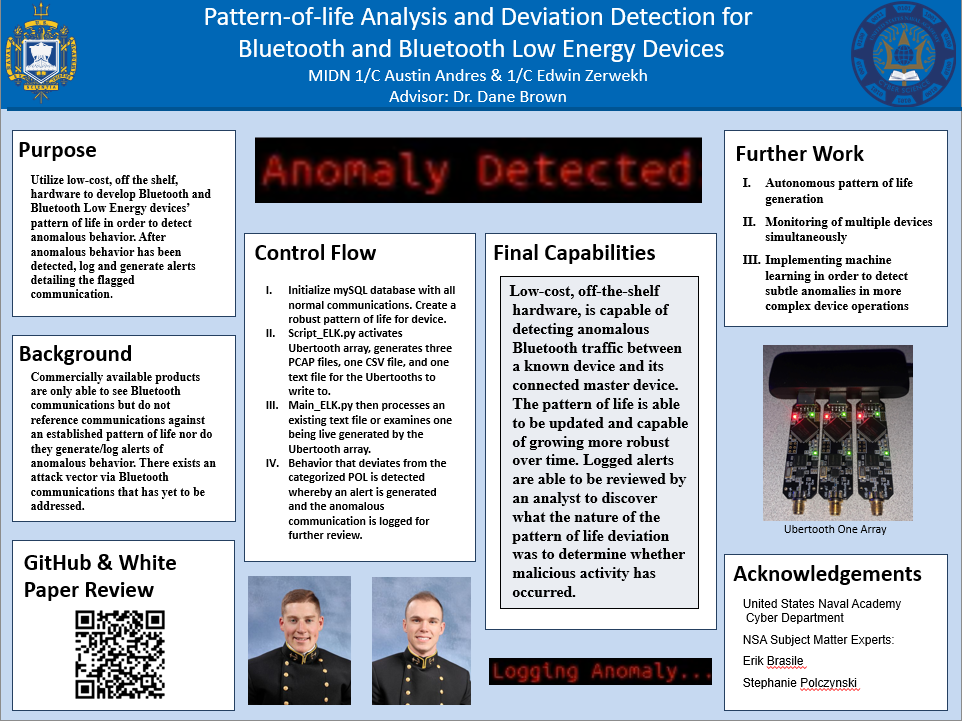 Pattern-of-life Analysis and Deviation Detection for
Bluetooth and Bluetooth Low Energy Devices
MIDN 1/C Austin Andres & 1/C Edwin Zerwekh
Advisor: Dr. Dane Brown
Purpose
Utilize low-cost, off the shelf,
hardware to develop Bluetooth and
Bluetooth Low Energy devices’
pattern of life in order to detect
anomalous behavior. After
anomalous behavior has been
detected, log and generate alerts
detailing the flagged
communication.
Background
Commercially available products
are only able to see Bluetooth
communications but do not
reference communications against
an established pattern of life nor do
they generate/log alerts of
anomalous behavior. There exists an
attack vector via Bluetooth
communications that has yet to be
addressed.
GitHub & White
Paper Review
Anomaly Detected
Control Flow
I. Initialize mySQL database with all
normal communications. Create a
robust pattern of life for device.
II. Script_ELK.py activates
Ubertooth array, generates three
PCAP files, one CSV file, and one
text file for the Ubertooths to
write to.
III. Main_ELK.py then processes an
existing text file or examines one
being live generated by the
Ubertooth array.
IV. Behavior that deviates from the
categorized POL is detected
whereby an alert is generated
and the anomalous
communication is logged for
further review.
Final Capabilities
Low-cost, off-the-shelf
hardware, is capable of
detecting anomalous
Bluetooth traffic between
a known device and its
connected master device.
The pattern of life is able
to be updated and capable
of growing more robust
over time. Logged alerts
are able to be reviewed by
an analyst to discover
what the nature of the
pattern of life deviation
was to determine whether
malicious activity has
occurred.
Logging Anomaly...
Further Work
I. Autonomous pattern of life
generation
II. Monitoring of multiple devices
simultaneously
III. Implementing machine
learning in order to detect
subtle anomalies in more
complex device operations
Ubertooth One Array
Acknowledgements
United States Naval Academy
Cyber Department
NSA Subject Matter Experts:
Erik Brasile
Stephanie Polczynski